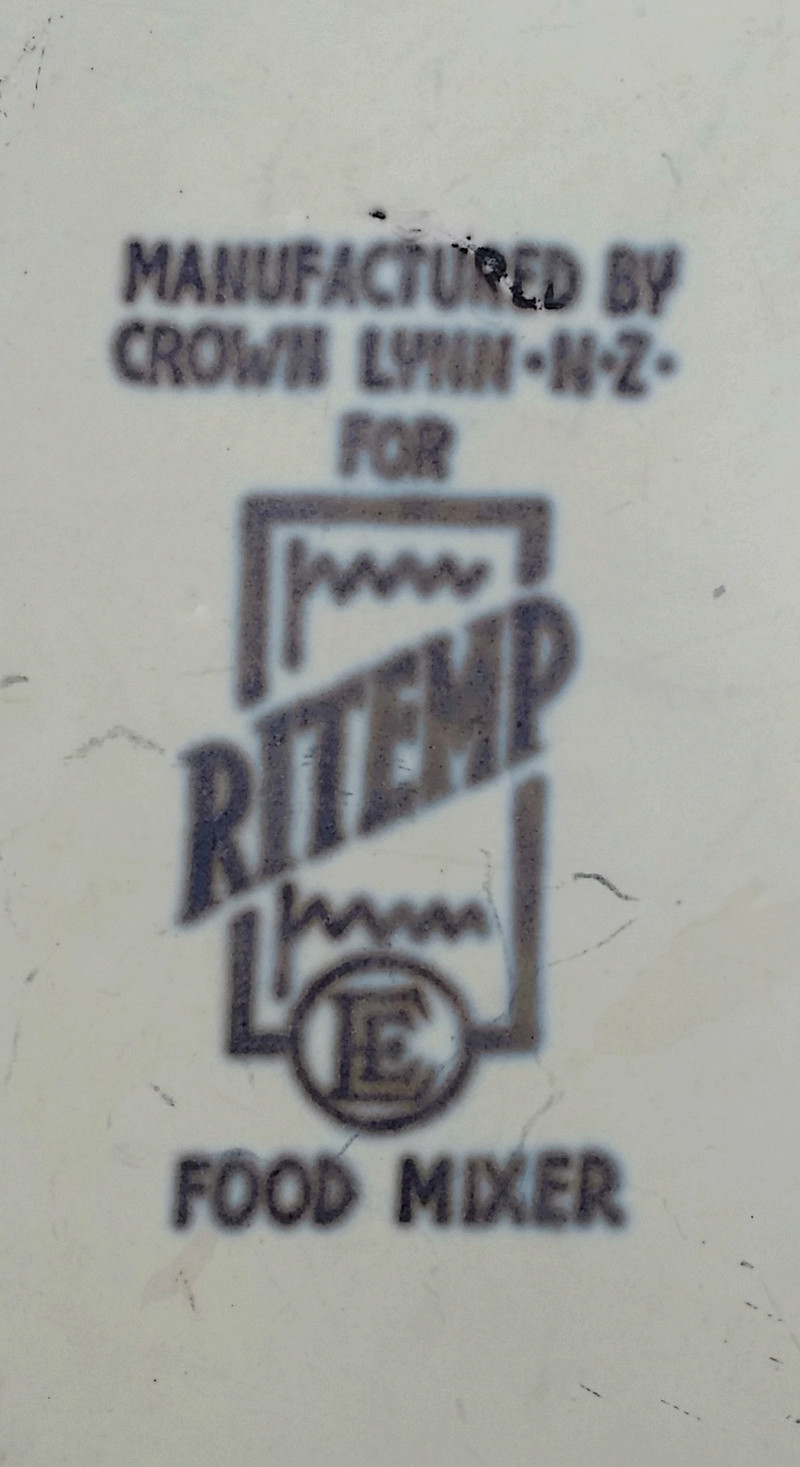 MANUFACTURED BY
CROWN LYNN·N·Z·
FOR
RITEMP
FOOD MIXER